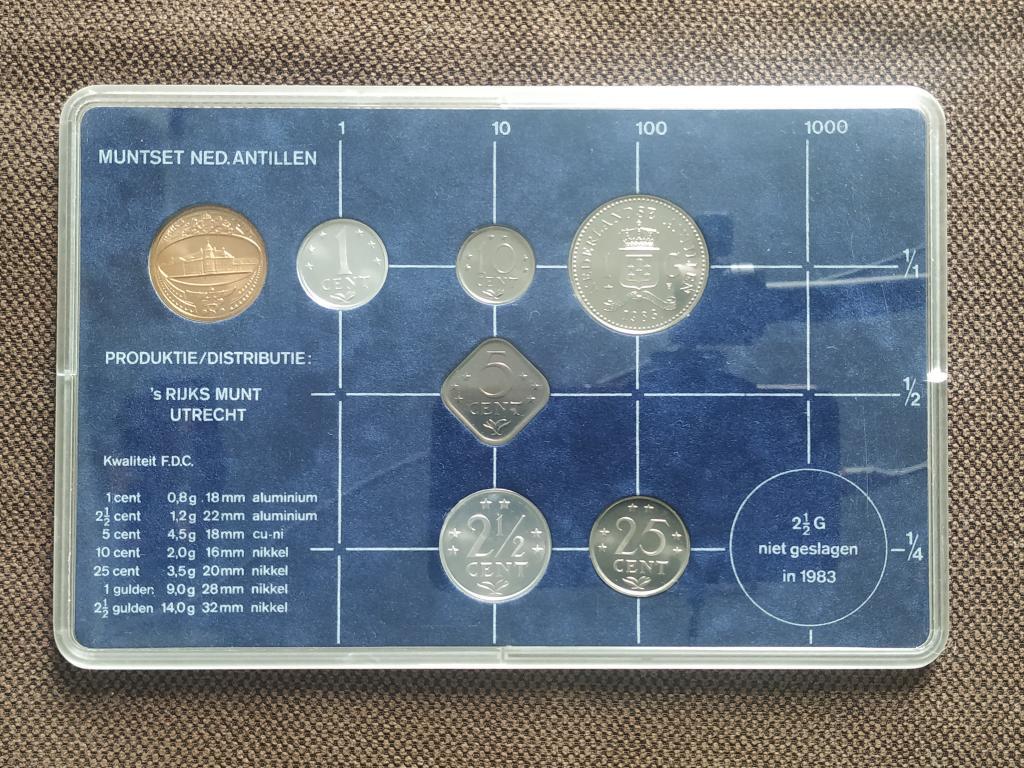 1 10 100 1000
MUNTSET NED. ANTILLEN
1 CENT
10 CENT
NEDERLANDSE ANTILLEN
1983
1/1
PRODUKTIE/DISTRIBUTIE:
5 CENT
's RIJKS MUNT
UTRECHT
1/2
Kwaliteit F.D.C.
1 cent 0,8g 18mm aluminium
2½ cent 1,2g 22mm aluminium
5 cent 4,5g 18mm cu-ni
10 cent 2,0g 16mm nikkel
25 cent 3,5g 20mm nikkel
1 gulden 9,0g 28mm nikkel
2½ gulden 14,0g 32mm nikkel
2½ CENT
25 CENT
2½ G
niet geslagen
in 1983
1/4